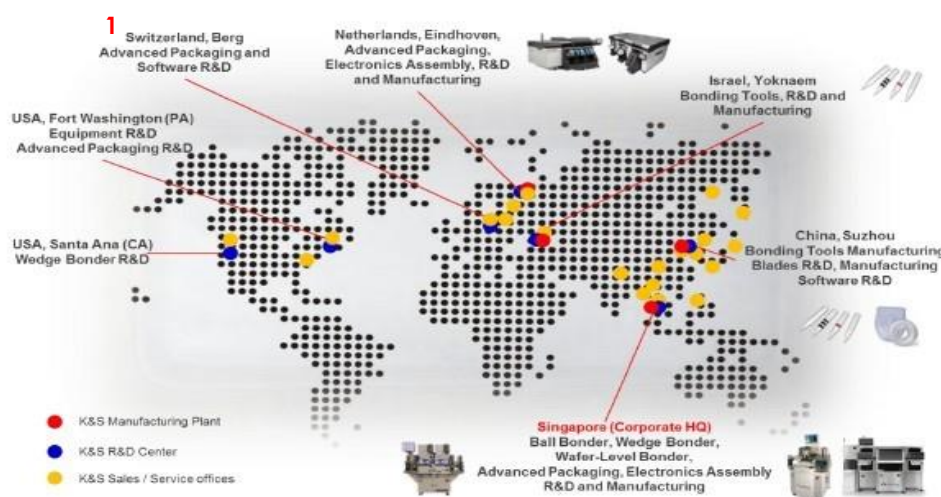 1
Switzerland, Berg
Advanced Packaging and
Software R&D
Netherlands, Eindhoven,
Advanced Packaging,
Electronics Assembly, R&D
and Manufacturing
Israel, Yoknaem
Bonding Tools, R&D and
Manufacturing
USA, Fort Washington (PA)
Equipment R&D
Advanced Packaging R&D
USA, Santa Ana (CA)
Wedge Bonder R&D
China, Suzhou
Bonding Tools Manufacturing
Blades R&D, Manufacturing
Software R&D
K&S Manufacturing Plant
K&S R&D Center
K&S Sales / Service offices
Singapore (Corporate HQ)
Ball Bonder, Wedge Bonder,
Wafer-Level Bonder,
Advanced Packaging, Electronics Assembly
R&D and Manufacturing